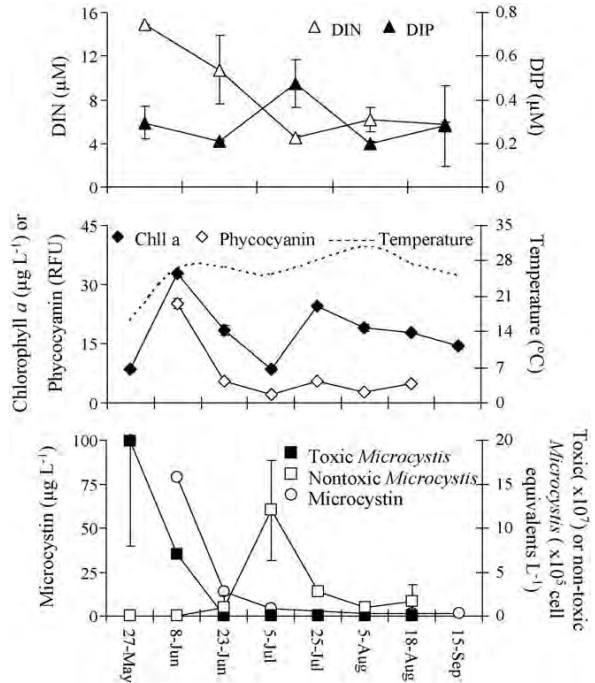 DIN DIP
16
12
8
4
0
DIN
(µM)
0.8
0.6
0.4
0.2
0
DIP
(µM)
Chll a Phycocyanin Temperature
45
30
15
0
Chlorophyll a (µg L-1) or
Phycocyanin (RFU)
35
28
21
14
7
0
Temperature
(°C)
Toxic Microcystis
Nontoxic Microcystis
Microcystin
100
75
50
25
0
Microcystin (µg L-1)
20
15
10
5
0
Toxic( x10⁷) or non-toxic
Microcystis ( x10⁵ cell
equivalents L-1)
27-May
8-Jun
23-Jun
5-Jul
25-Jul
5-Aug
18-Aug
15-Sep